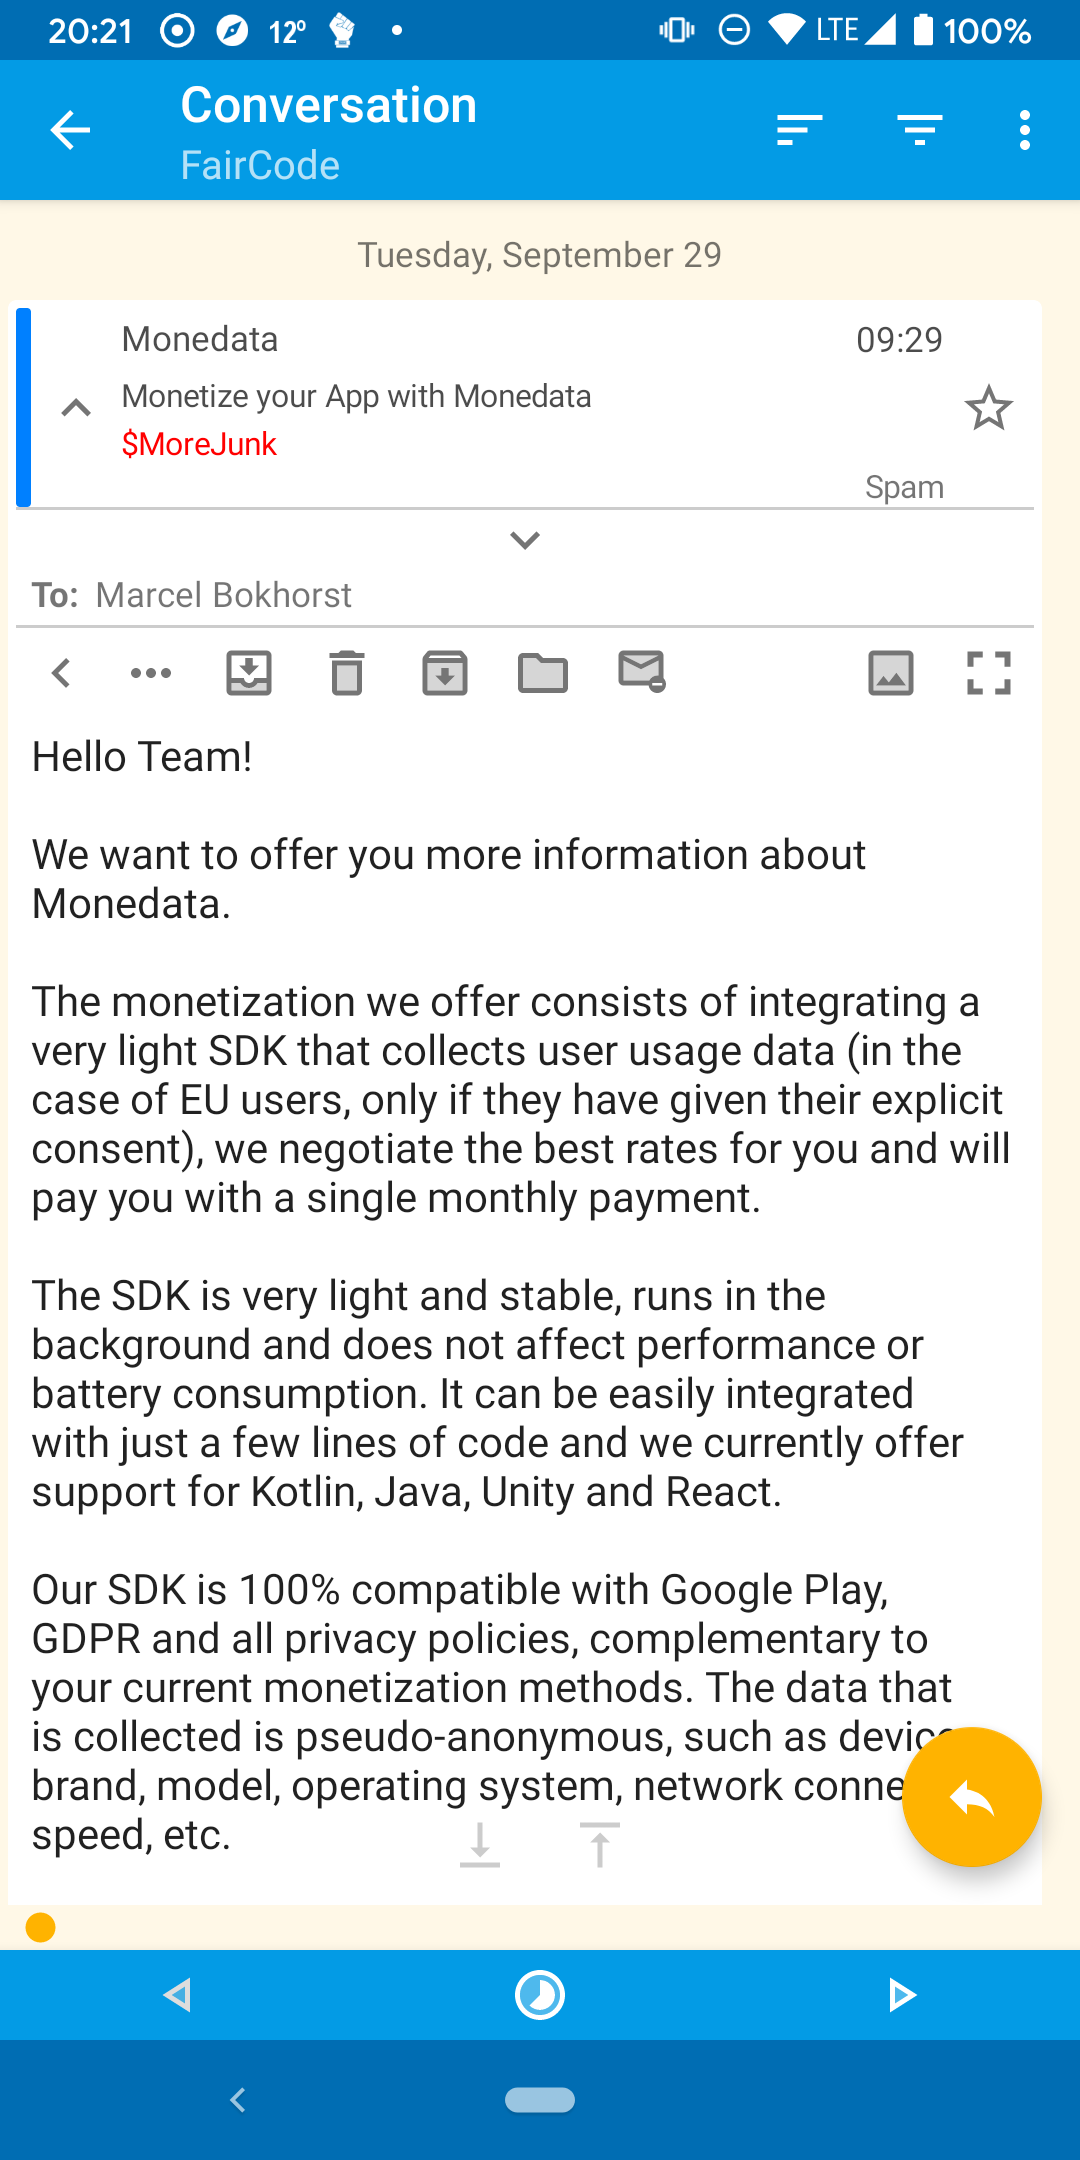 20:21 12° LTE 100%
Conversation
FairCode
Tuesday, September 29
Monedata 09:29
Monetize your App with Monedata
$MoreJunk
Spam
To: Marcel Bokhorst
Hello Team!
We want to offer you more information about
Monedata.
The monetization we offer consists of integrating a
very light SDK that collects user usage data (in the
case of EU users, only if they have given their explicit
consent), we negotiate the best rates for you and will
pay you with a single monthly payment.
The SDK is very light and stable, runs in the
background and does not affect performance or
battery consumption. It can be easily integrated
with just a few lines of code and we currently offer
support for Kotlin, Java, Unity and React.
Our SDK is 100% compatible with Google Play,
GDPR and all privacy policies, complementary to
your current monetization methods. The data that
is collected is pseudo-anonymous, such as
brand, model, operating system, network
speed, etc.